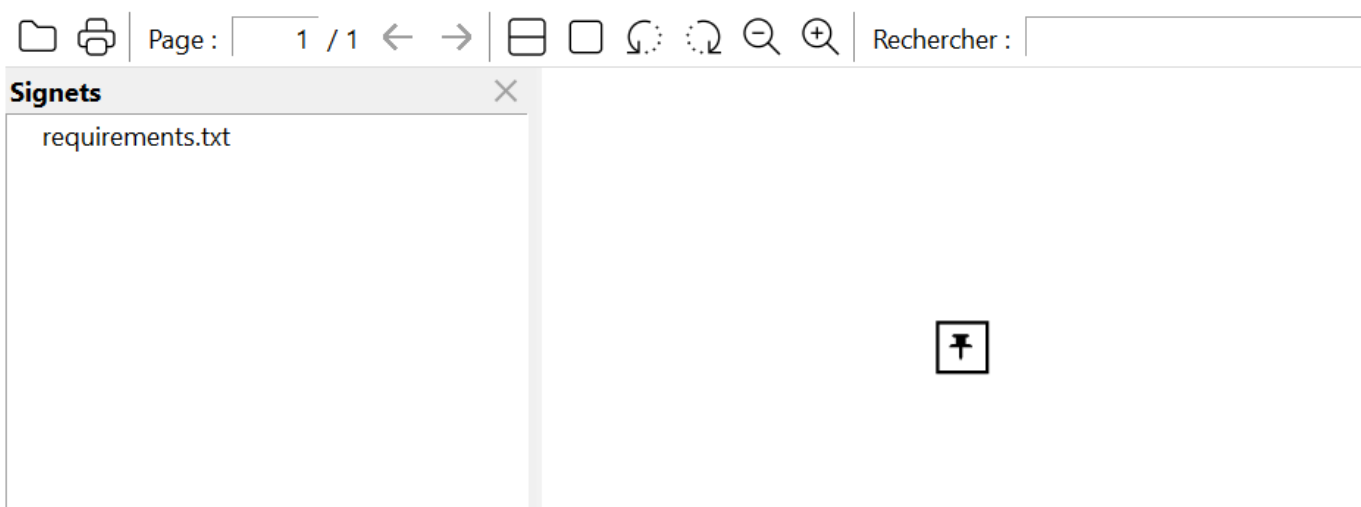 Page : 1 / 1 Rechercher :
Signets
requirements.txt